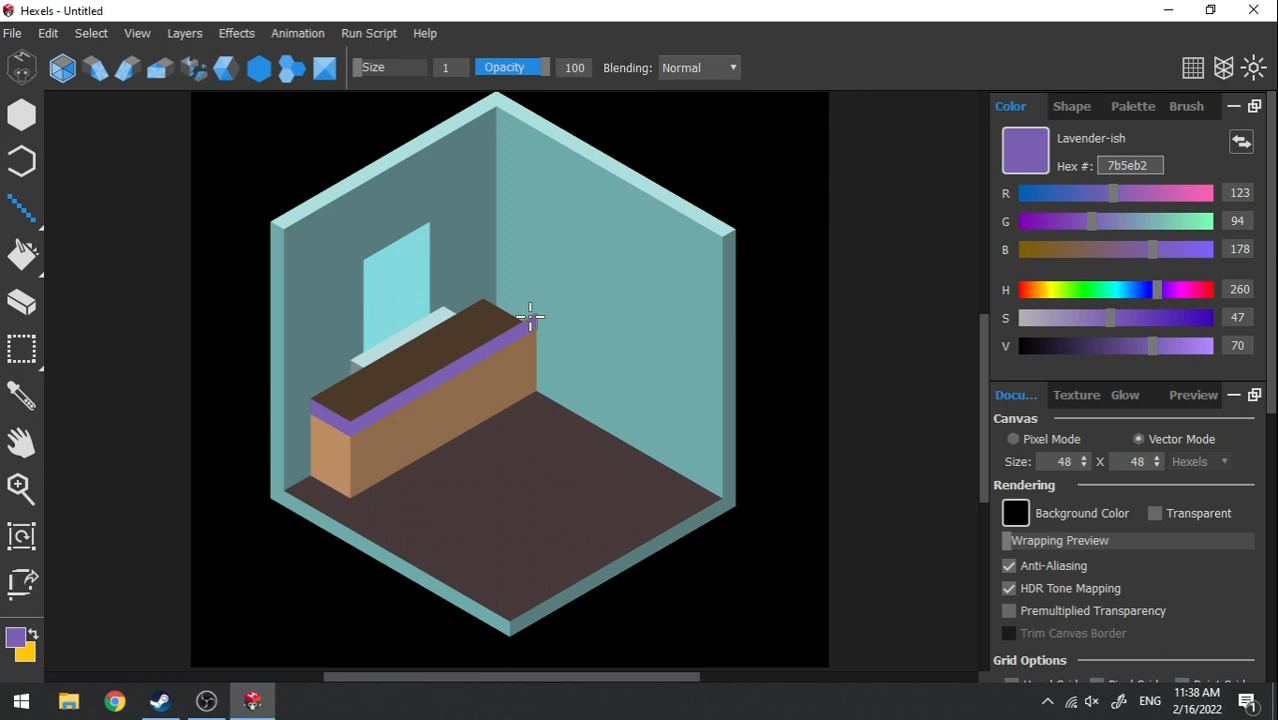 Hexels - Untitled
File Edit Select View Layers Effects Animation Run Script Help
Size 1 Opacity 100 Blending: Normal
Color Shape Palette Brush
Lavender-ish
Hex #: 7b5eb2
R 123
G 94
B 178
H 260
S 47
V 70
Docu... Texture Glow Preview
Canvas
Pixel Mode Vector Mode
Size: 48 X 48 Hexels
Rendering
Background Color Transparent
Wrapping Preview
Anti-Aliasing
HDR Tone Mapping
Premultiplied Transparency
Trim Canvas Border
Grid Options
ENG
11:38 AM
2/16/2022
1